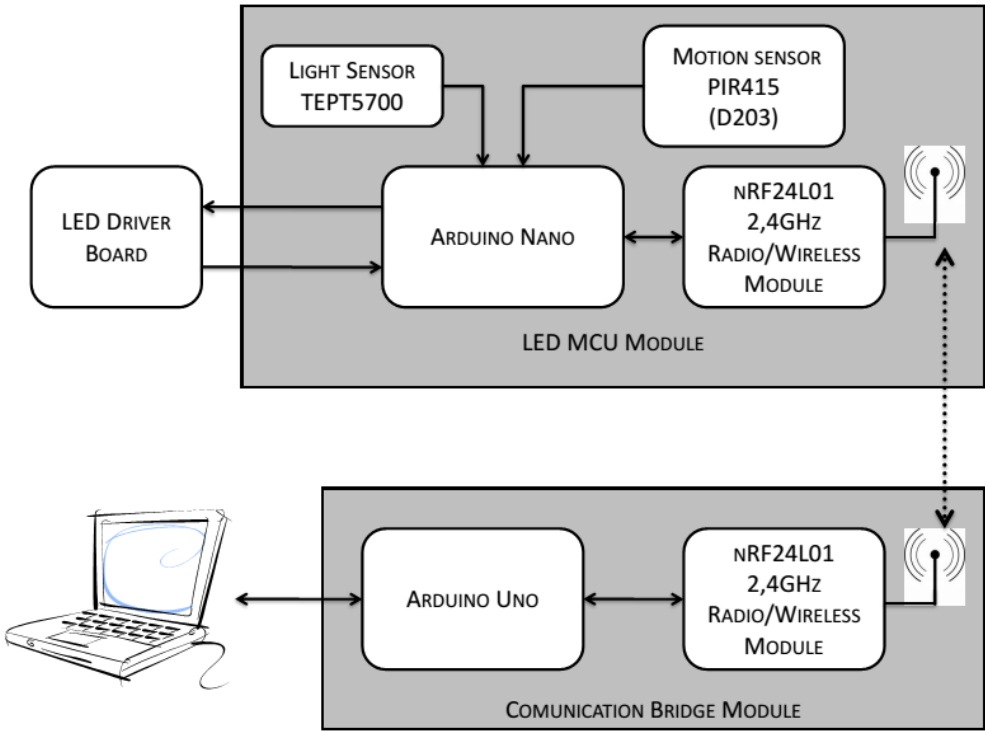 LIGHT SENSOR
TEPT5700
MOTION SENSOR
PIR415
(D203)
LED DRIVER
BOARD
ARDUINO NANO
NRF24L01
2,4GHZ
RADIO/WIRELESS
MODULE
LED MCU MODULE
ARDUINO UNO
NRF24L01
2,4GHZ
RADIO/WIRELESS
MODULE
COMUNICATION BRIDGE MODULE